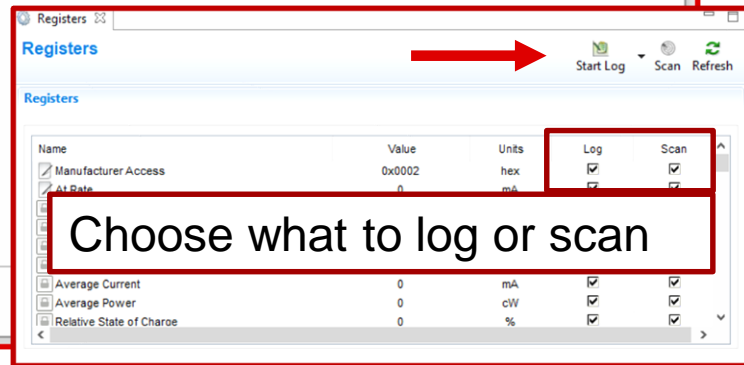 Registers
Registers
Start Log Scan Refresh
Registers
Name Value Units Log Scan
Manufacturer Access 0x0002 hex
At Rate 0 mA
Choose what to log or scan
Average Current 0 mA
Average Power 0 cW
Relative State of Charge 0 %